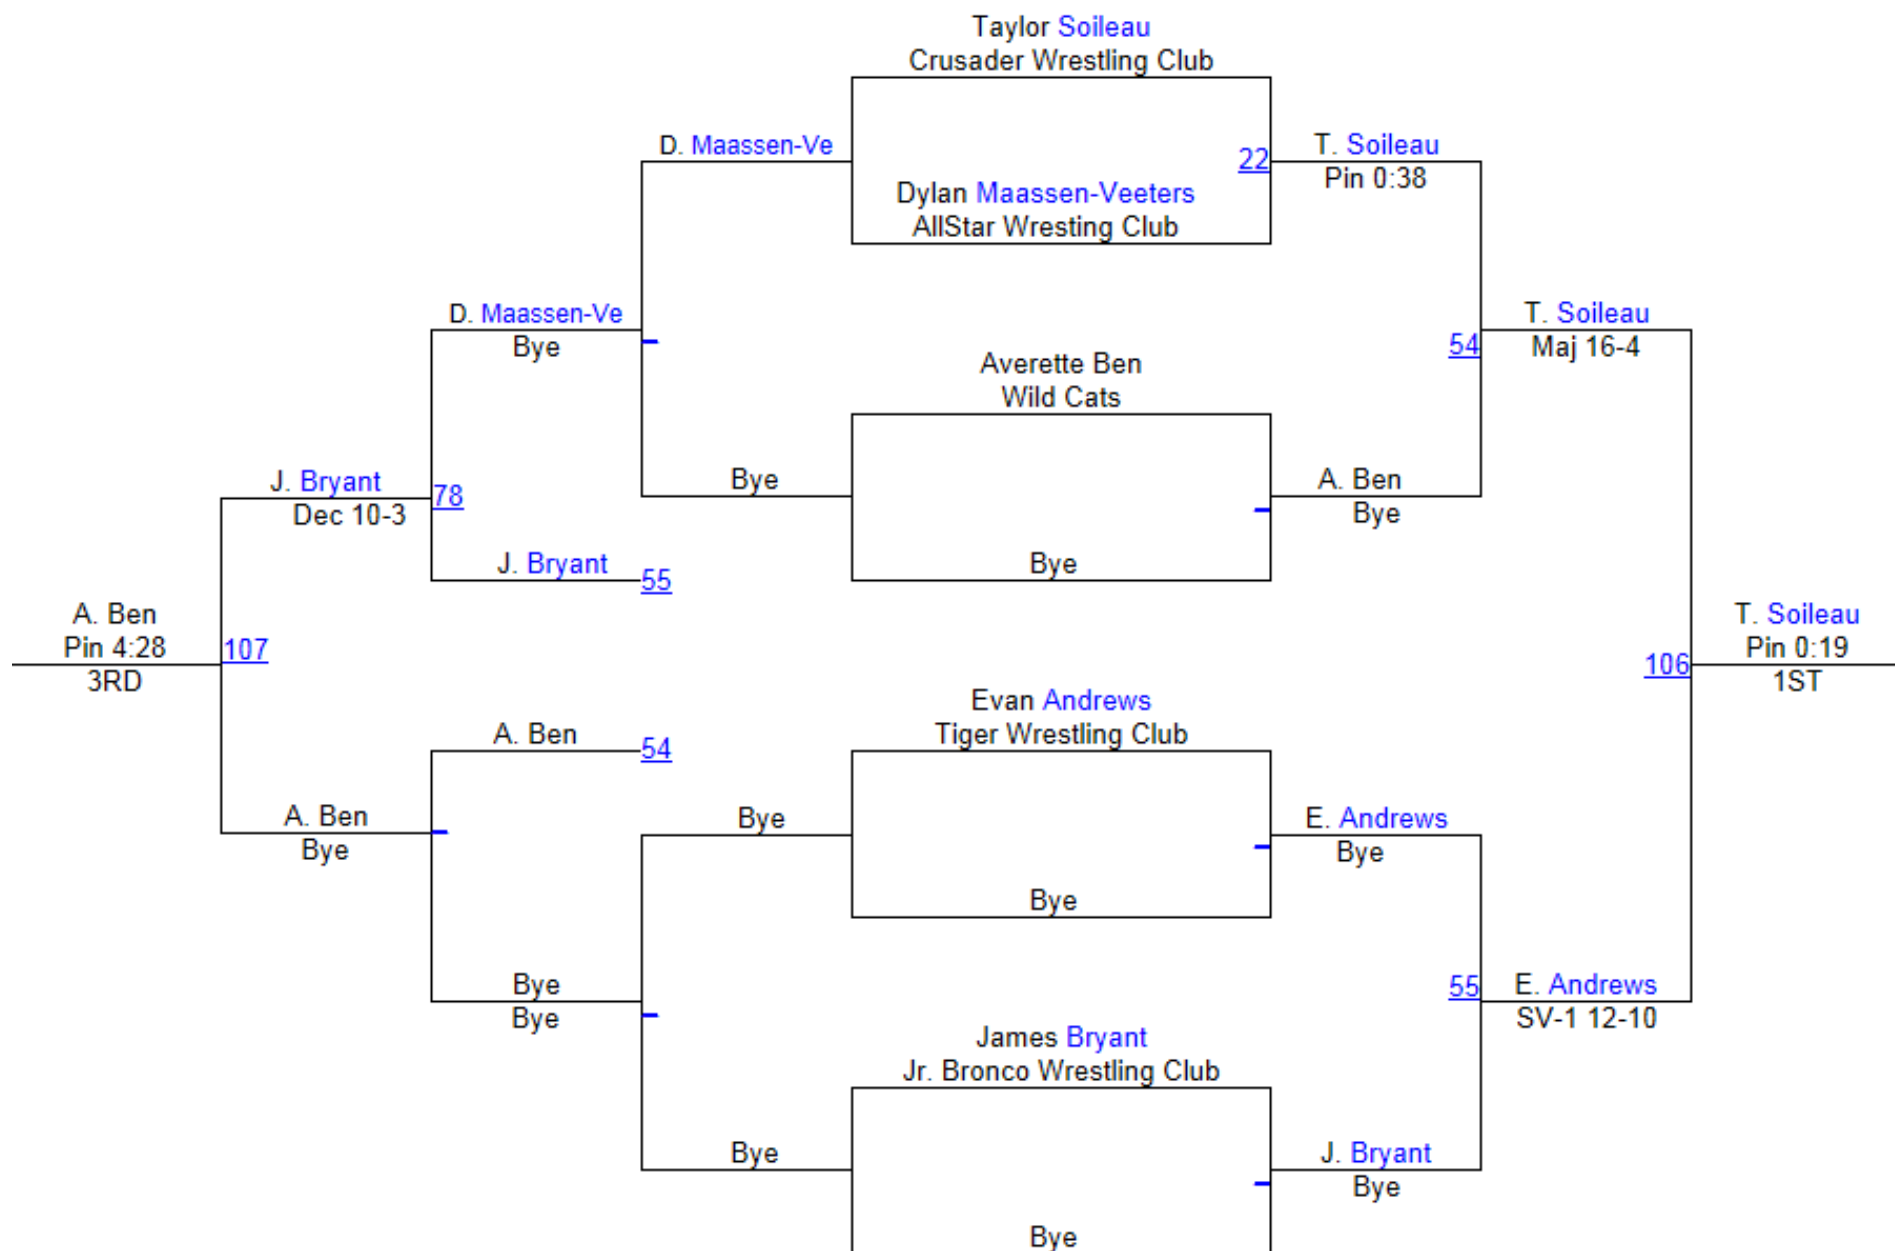 Taylor Soileau
Crusader Wrestling Club
D. Maassen-Ve
22
T. Soileau
Pin 0:38
Dylan Maassen-Veeters
AllStar Wresting Club
D. Maassen-Ve
Bye
54
T. Soileau
Maj 16-4
Averette Ben
Wild Cats
J. Bryant
Dec 10-3
78
Bye
A. Ben
Bye
J. Bryant
55
Bye
A. Ben
Pin 4:28
3RD
107
106
T. Soileau
Pin 0:19
1ST
Evan Andrews
Tiger Wrestling Club
A. Ben
54
A. Ben
Bye
Bye
E. Andrews
Bye
Bye
Bye
Bye
55
E. Andrews
SV-1 12-10
James Bryant
Jr. Bronco Wrestling Club
Bye
J. Bryant
Bye
Bye